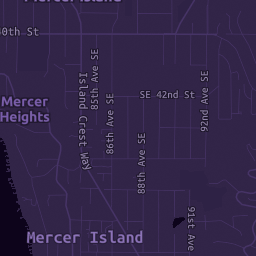 Mercer Island
40th St
Island Crest Way
85th Ave SE
86th Ave SE
SE 42nd St
92nd Ave SE
Mercer
Heights
88th Ave SE
91st Ave
Mercer Island